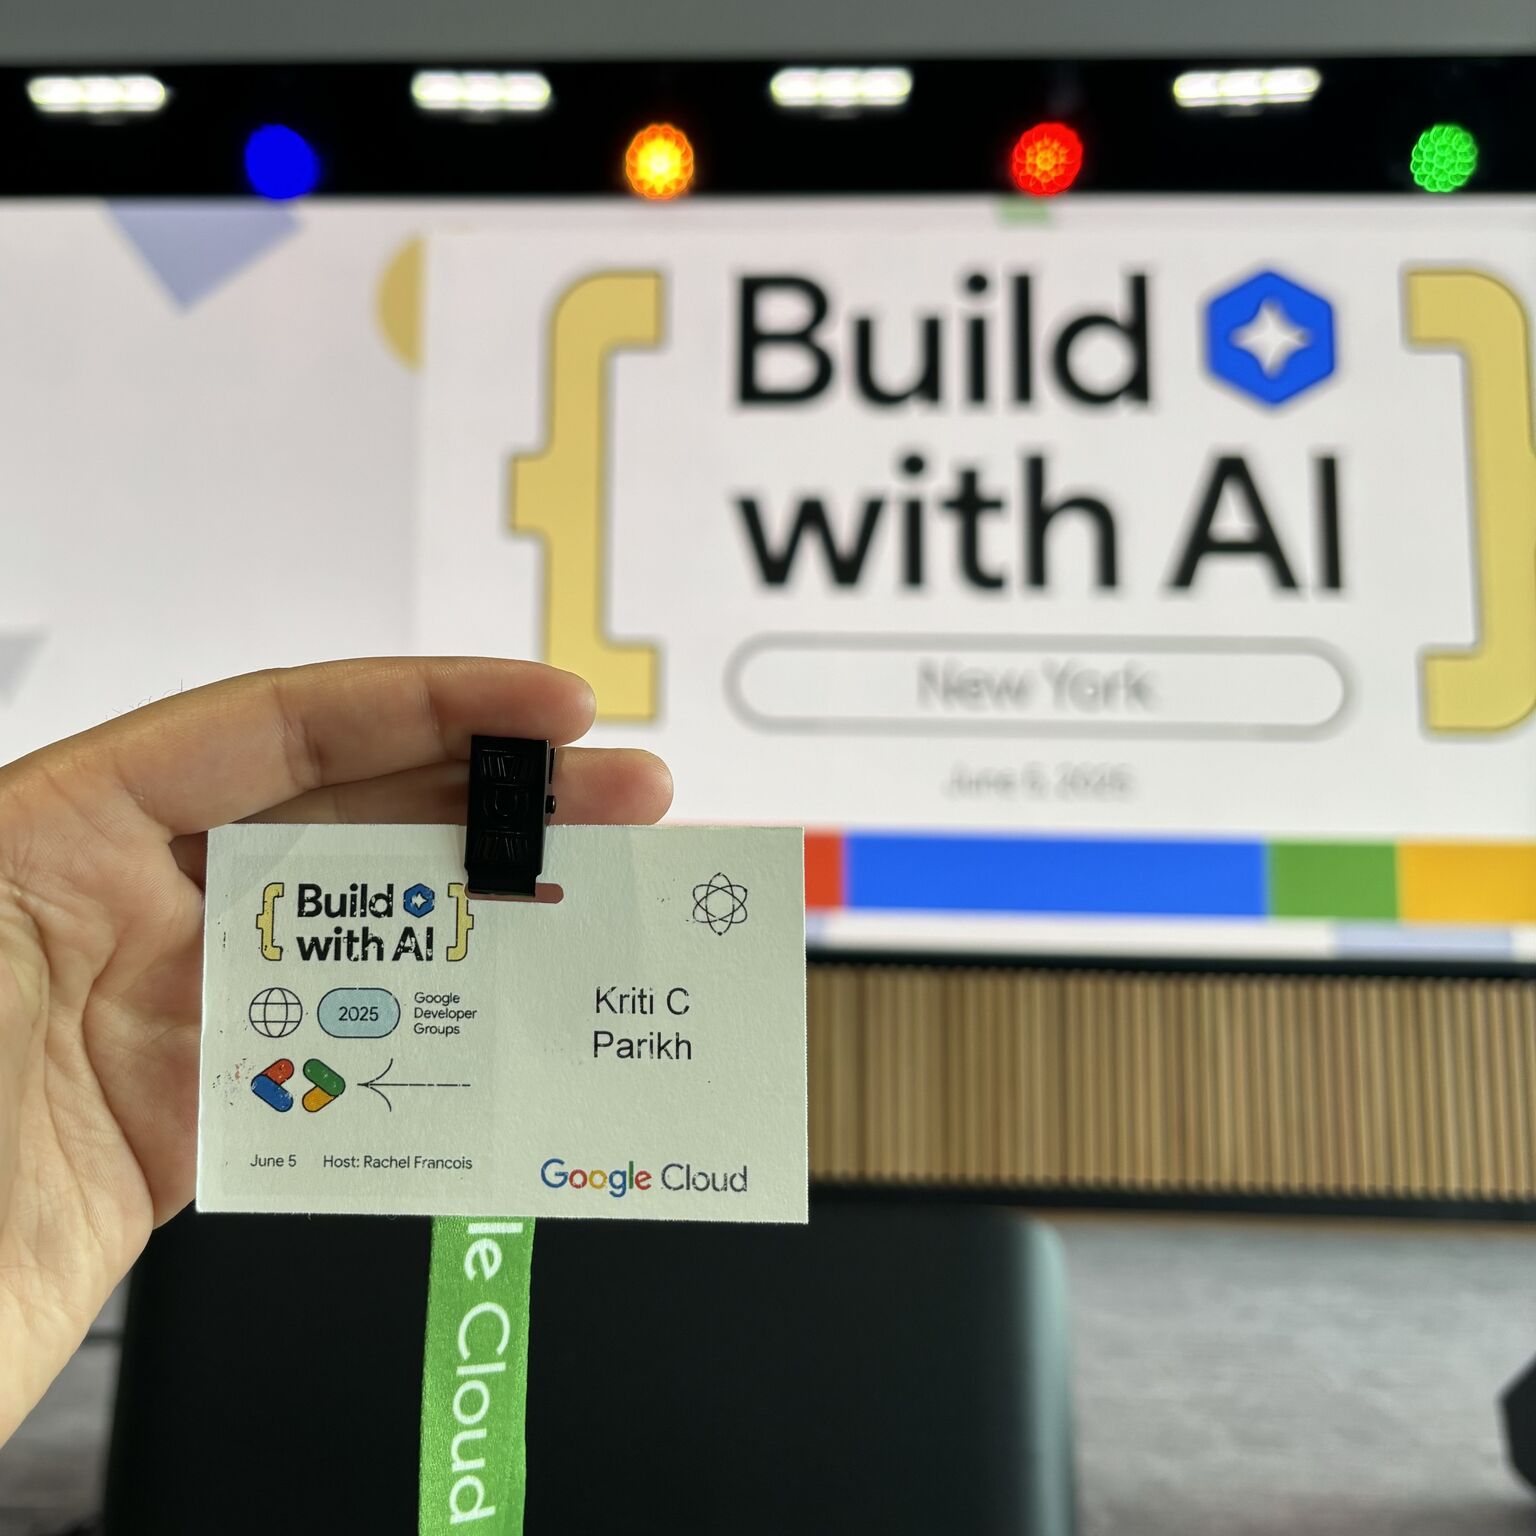 Build
with AI
New York
June 5, 2025
Build
with AI
2025
Google
Developer
Groups
June 5 Host: Rachel Francois
Kriti C
Parikh
Google Cloud
le Cloud